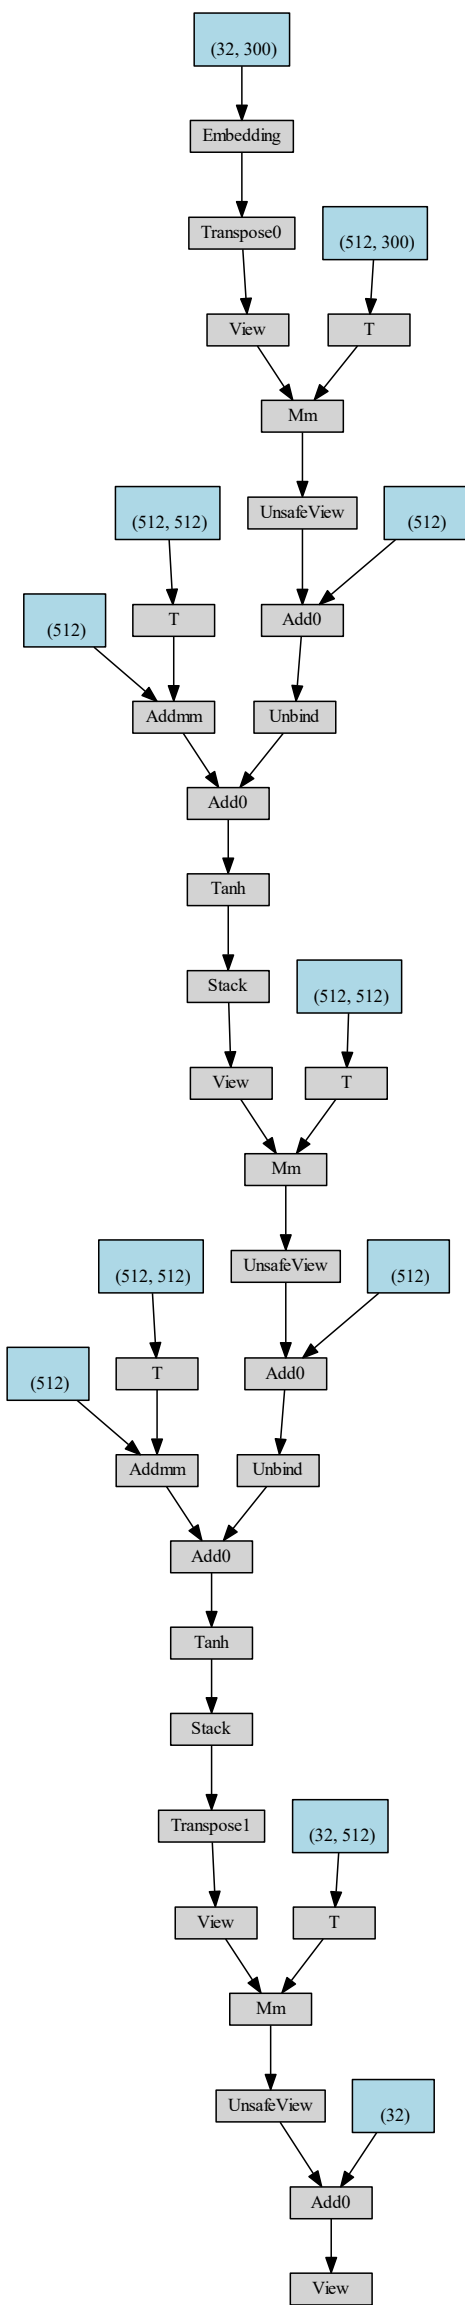 (32, 300)
Embedding
Transpose0
(512, 300)
View
T
Mm
(512, 512)
UnsafeView
(512)
(512)
T
Add0
Addmm
Unbind
Add0
Tanh
Stack
(512, 512)
View
T
Mm
(512, 512)
UnsafeView
(512)
(512)
T
Add0
Addmm
Unbind
Add0
Tanh
Stack
Transpose1
(32, 512)
View
T
Mm
UnsafeView
(32)
Add0
View